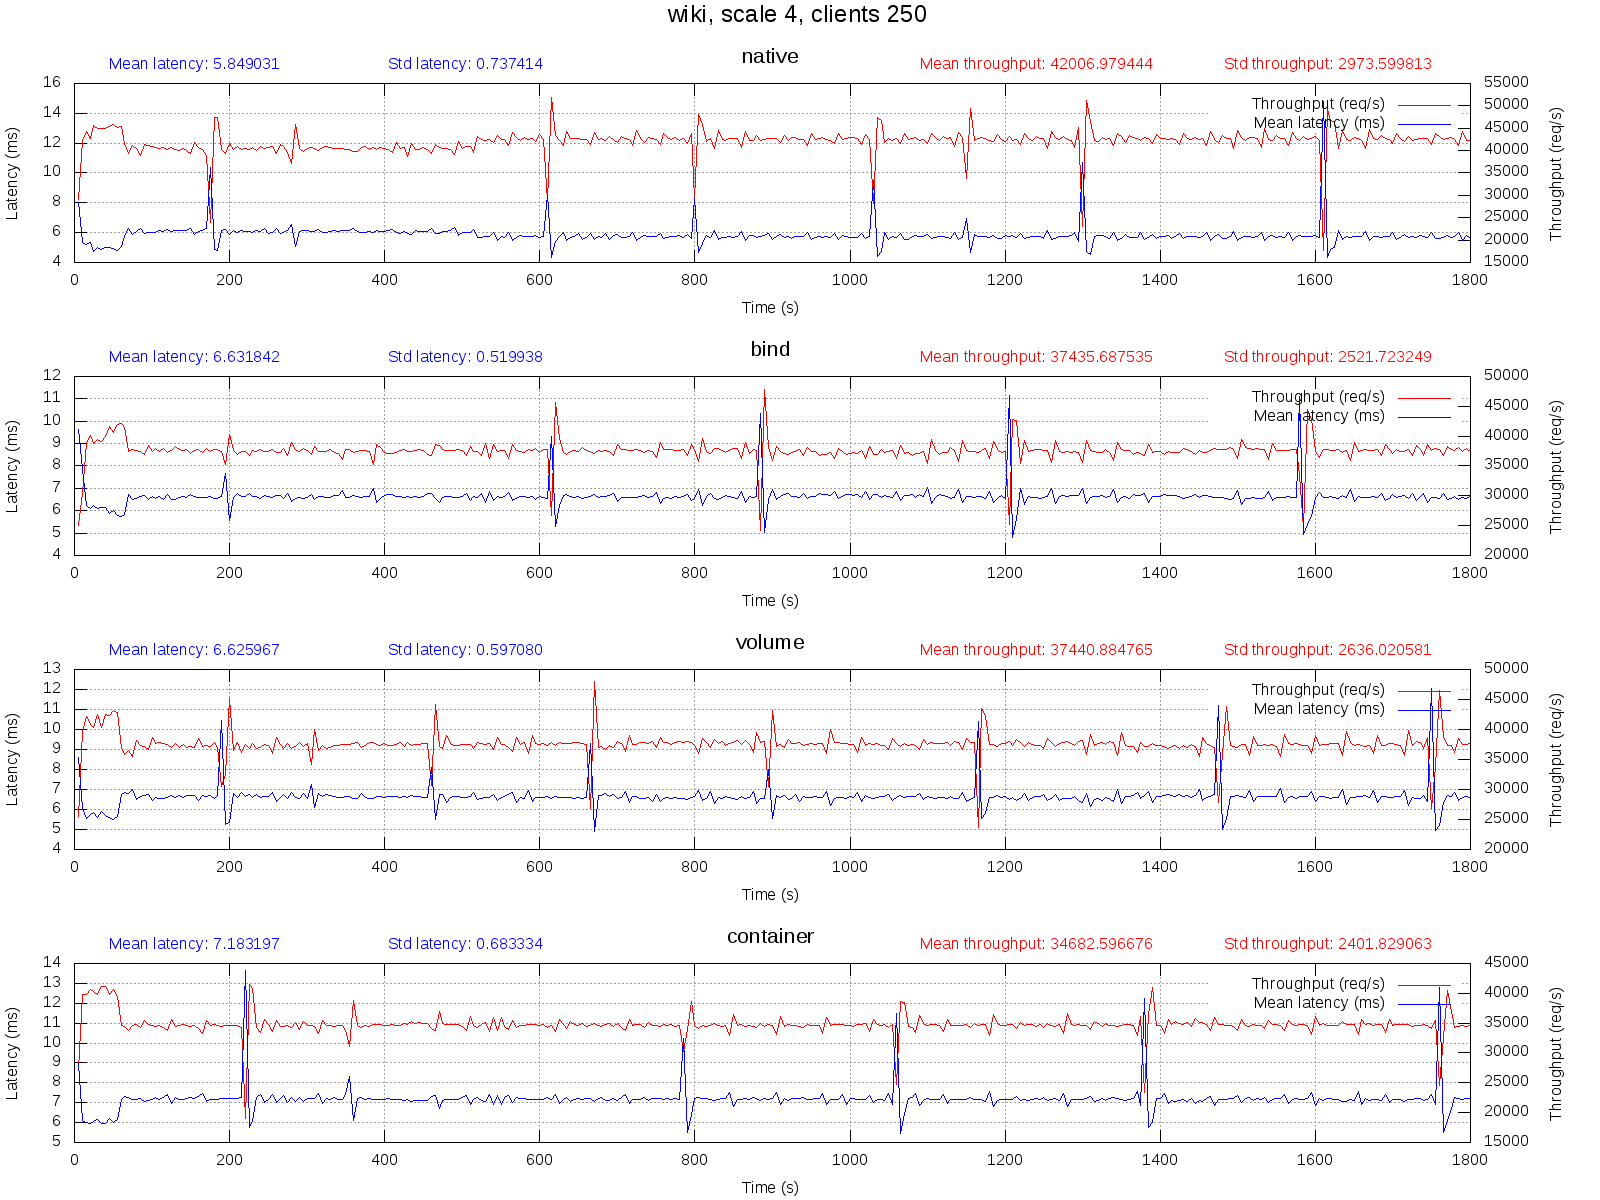 wiki, scale 4, clients 250
native
Mean latency: 5.849031 Std latency: 0.737414 Mean throughput: 42006.979444 Std throughput: 2973.599813
Throughput (req/s)
Mean latency (ms)
Latency (ms)
16
14
12
10
8
6
4
55000
50000
45000
40000
35000
30000
25000
20000
15000
Throughput (req/s)
0 200 400 600 800 1000 1200 1400 1600 1800
Time (s)
bind
Mean latency: 6.631842 Std latency: 0.519938 Mean throughput: 37435.687535 Std throughput: 2521.723249
Throughput (req/s)
Mean latency (ms)
Latency (ms)
12
11
10
9
8
7
6
5
4
50000
45000
40000
35000
30000
25000
20000
Throughput (req/s)
0 200 400 600 800 1000 1200 1400 1600 1800
Time (s)
volume
Mean latency: 6.625967 Std latency: 0.597080 Mean throughput: 37440.884765 Std throughput: 2636.020581
Throughput (req/s)
Mean latency (ms)
Latency (ms)
13
12
11
10
9
8
7
6
5
4
50000
45000
40000
35000
30000
25000
20000
Throughput (req/s)
0 200 400 600 800 1000 1200 1400 1600 1800
Time (s)
container
Mean latency: 7.183197 Std latency: 0.683334 Mean throughput: 34682.596676 Std throughput: 2401.829063
Throughput (req/s)
Mean latency (ms)
Latency (ms)
14
13
12
11
10
9
8
7
6
5
45000
40000
35000
30000
25000
20000
15000
Throughput (req/s)
0 200 400 600 800 1000 1200 1400 1600 1800
Time (s)